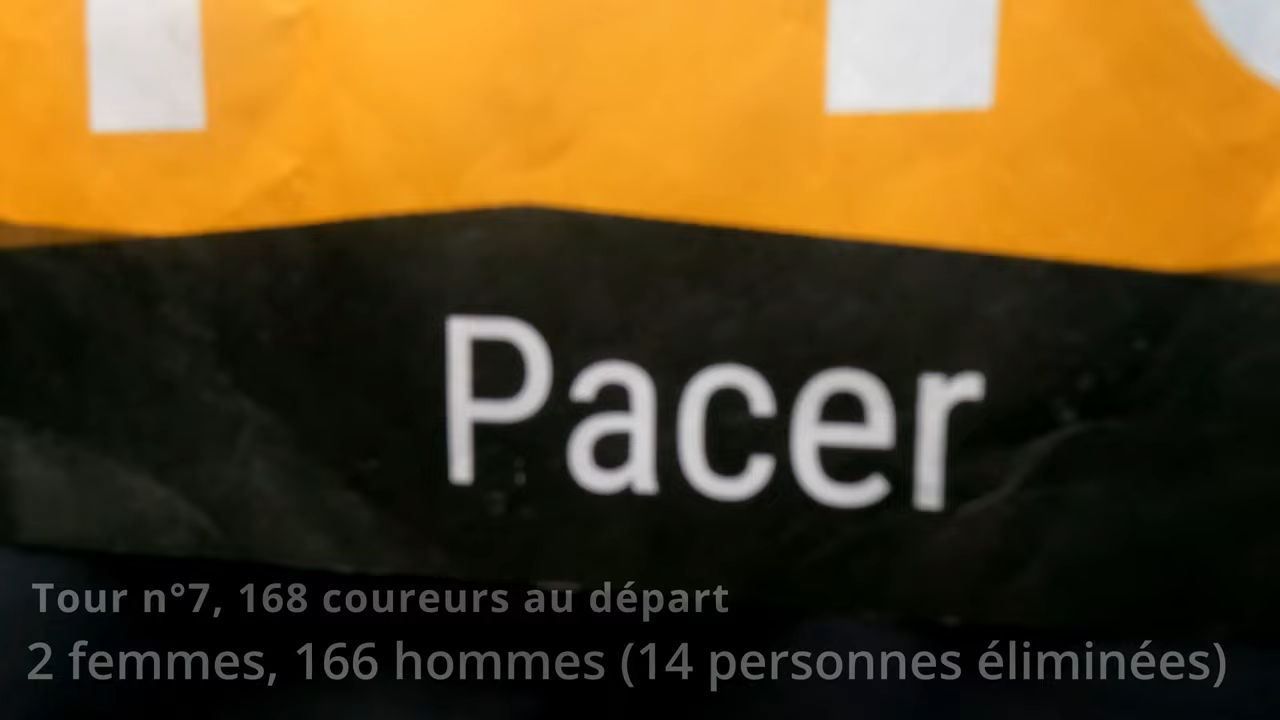 Pacer
Tour n°7, 168 coureurs au départ
2 femmes, 166 hommes (14 personnes éliminées)